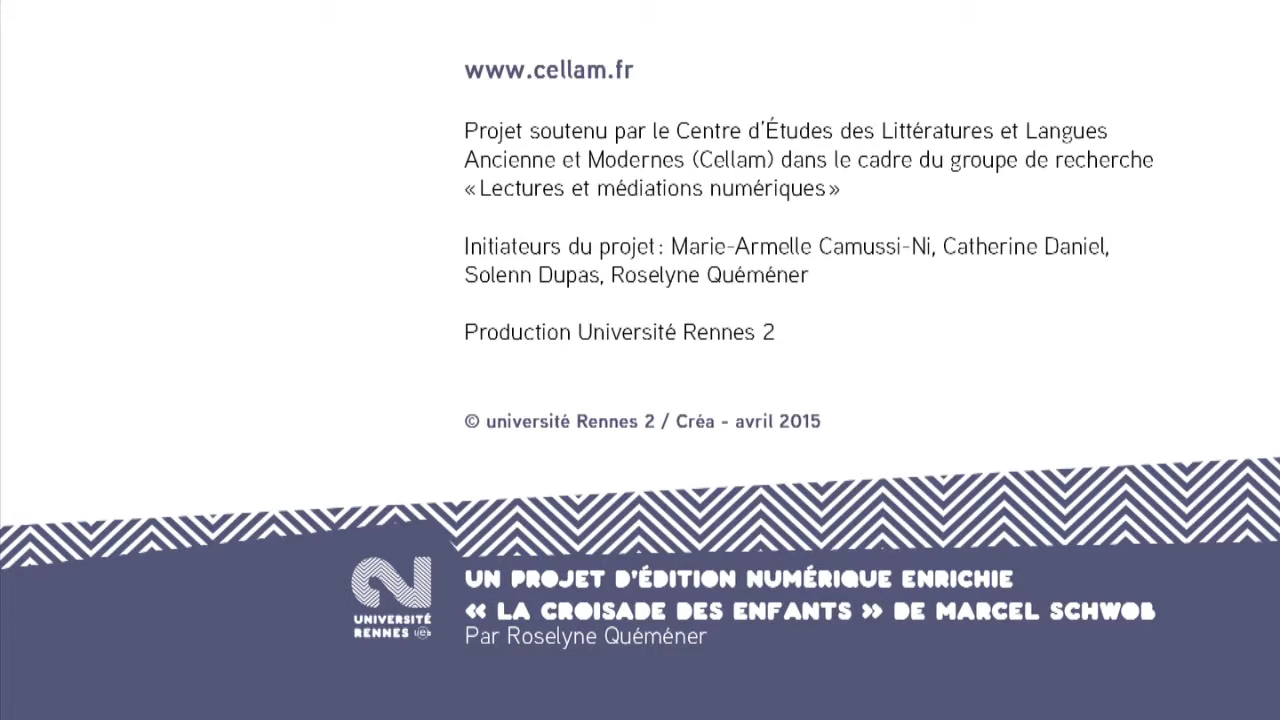 www.cellam.fr
Projet soutenu par le Centre d'Études des Littératures et Langues
Ancienne et Modernes (Cellam) dans le cadre du groupe de recherche
«Lectures et médiations numériques»
Initiateurs du projet: Marie-Armelle Camussi-Ni, Catherine Daniel,
Solenn Dupas, Roselyne Quéméner
Production Université Rennes 2
© université Rennes 2 / Créa - avril 2015
UNIVERSITÉ
RENNES
UN PROJET D'ÉDITION NUMÉRIQUE ENRICHIE
« LA CROISADE DES ENFANTS » DE MARCEL SCHWOB
Par Roselyne Quéméner